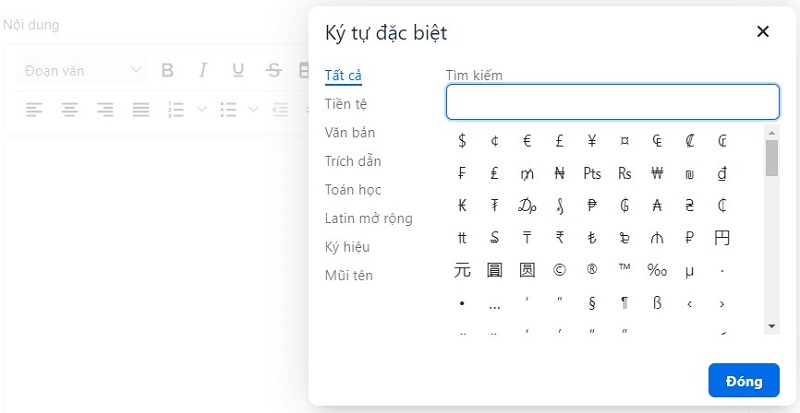 Nội dung
Đoạn văn B I U S
Ký tự đặc biệt
Tất cả
Tiền tệ
Văn bản
Trích dẫn
Toán học
Latin mở rộng
Ký hiệu
Mũi tên
Tìm kiếm
$ ¢ € £ ¥ ¤ ₠ ₡ ₢
₣ ₤ ₥ ₦ ₧ ₨ ₩ ₪ ₫
₭ ₮ ₯ ₰ ₱ ₲ ₳ ₴ ₵
₶ ₷ ₸ ₹ ₺ ₻ ₼ ₽ 円
元 圓 圆 © ® ™ ‰ µ ·
• … ′ ″ § ¶ ß ‹ ›
Đóng